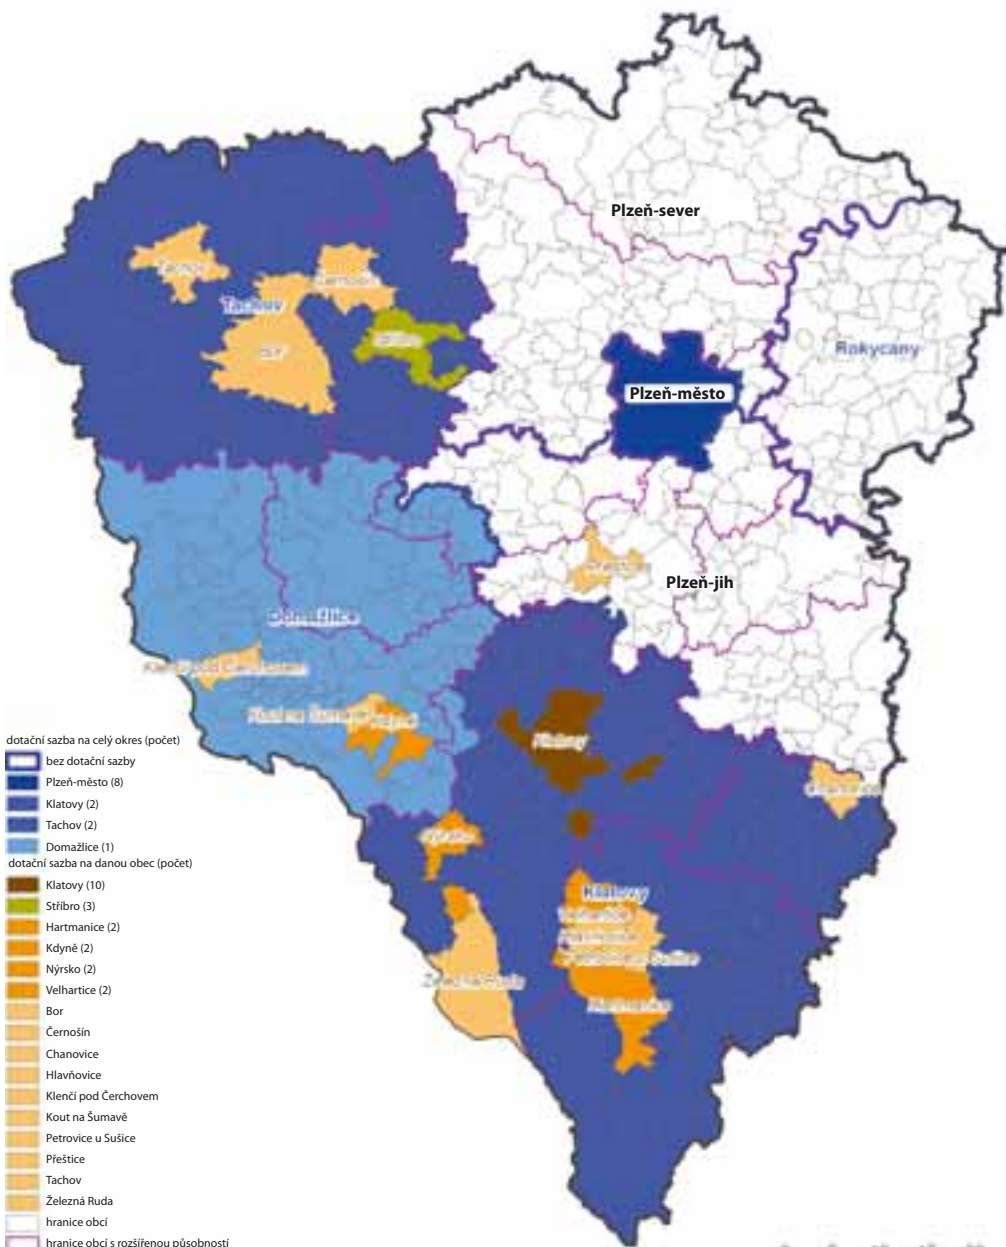 Plzeň-sever
Tachov
Rokycany
Plzeň-město
Plzeň-jih
Domažlice
Klatovy
Železná Ruda
dotační sazba na celý okres (počet)
bez dotační sazby
Plzeň-město (8)
Klatovy (2)
Tachov (2)
Domažlice (1)
dotační sazba na danou obec (počet)
Klatovy (10)
Stříbro (3)
Hartmanice (2)
Kdyně (2)
Nýrsko (2)
Velhartice (2)
Bor
Černošín
Chanovice
Hlavňovice
Klenčí pod Čerchovem
Kout na Šumavě
Petrovice u Sušice
Přeštice
Tachov
Železná Ruda
hranice obcí
hranice obcí s rozšířenou působností